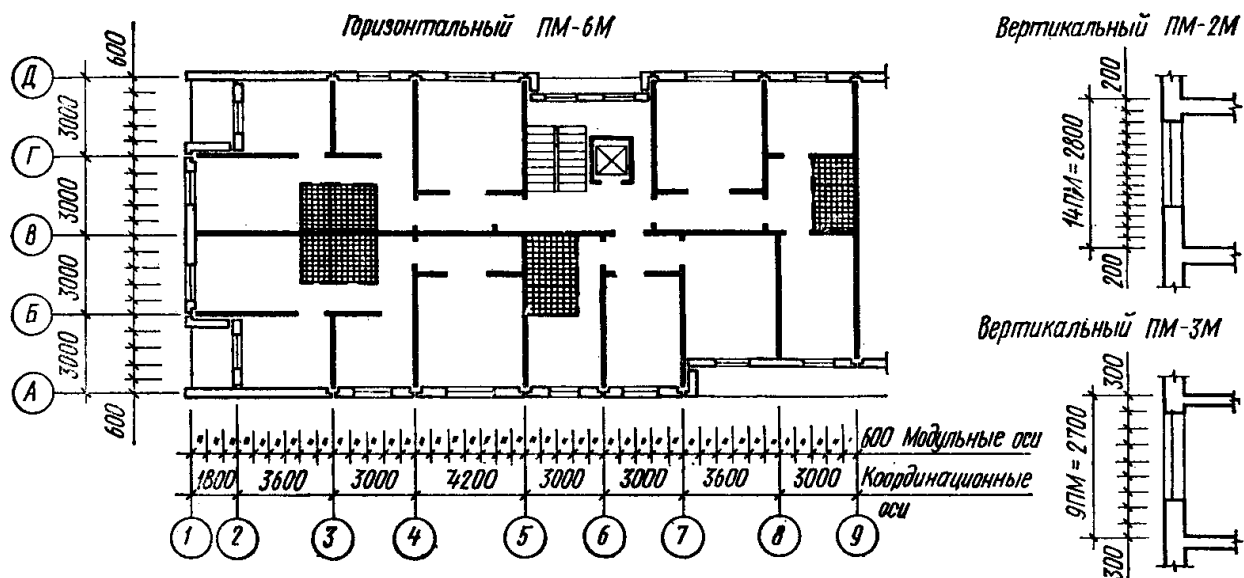 Горизонтальный ПМ-6М
600
Д
3000
Г
3000
В
3000
Б
3000
А
600
600 Модульные оси
1800 3600 3000 4200 3000 3000 3600 3000 Координационные
оси
1 2 3 4 5 6 7 8 9
Вертикальный ПМ-2М
200
14ПМ = 2800
200
Вертикальный ПМ-3М
300
9ПМ = 2700
300